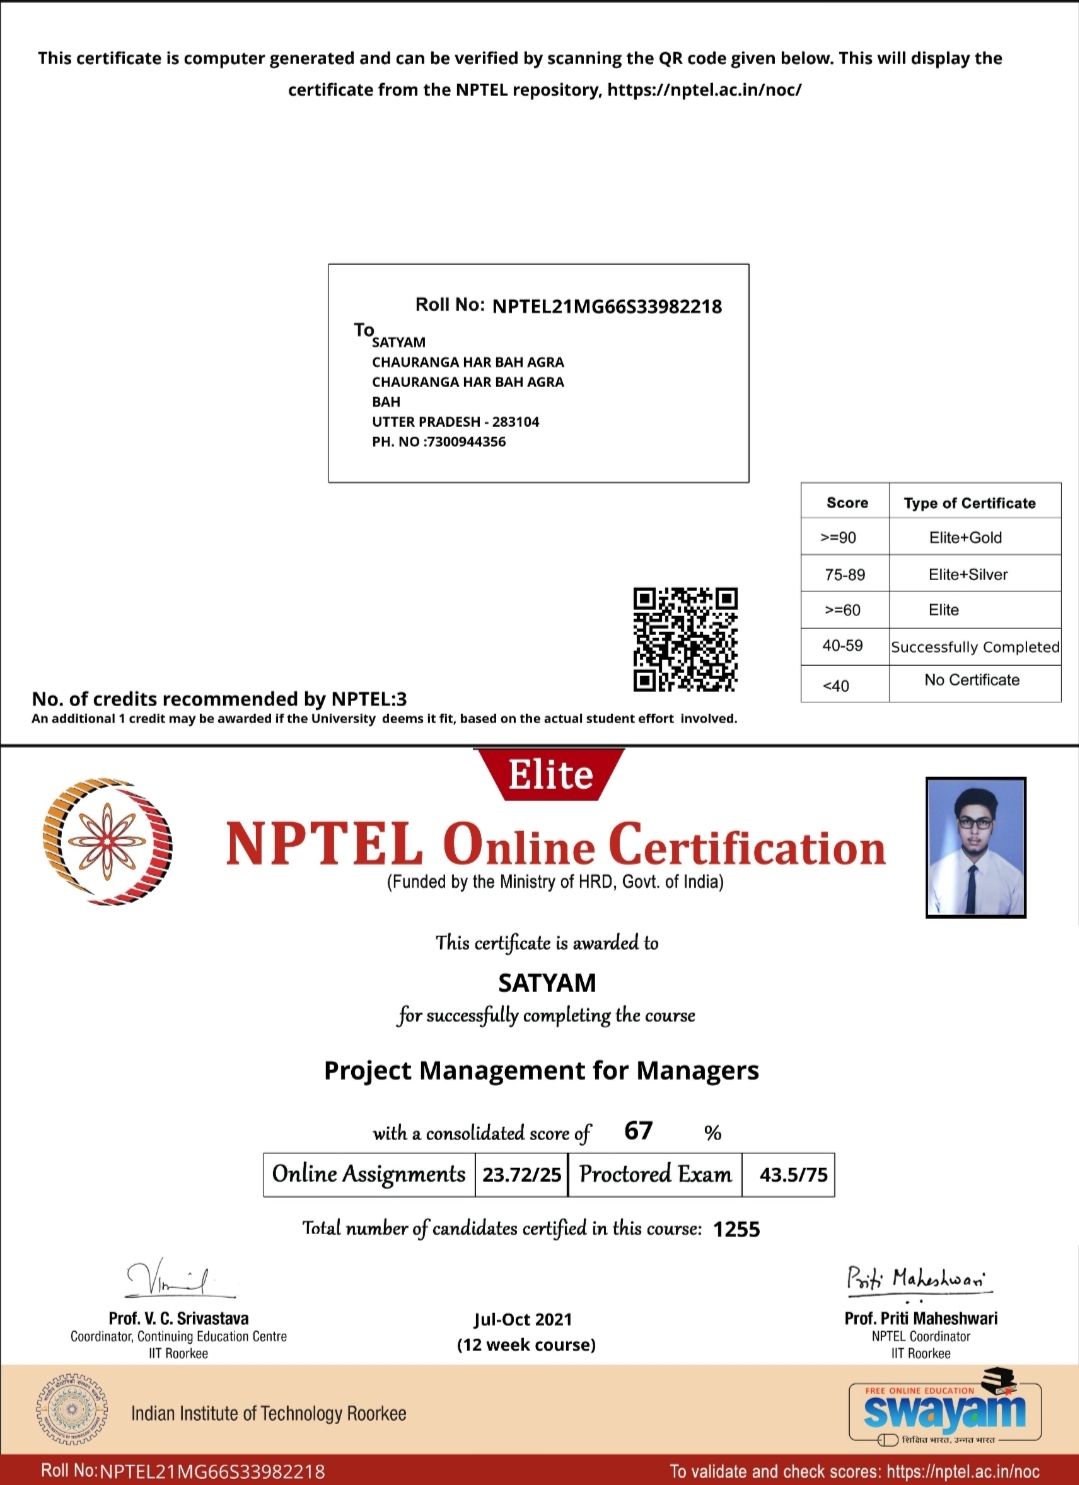 This certificate is computer generated and can be verified by scanning the QR code given below. This will display the
certificate from the NPTEL repository, https://nptel.ac.in/noc/
Roll No: NPTEL21MG66S33982218
To
SATYAM
CHAURANGA HAR BAH AGRA
CHAURANGA HAR BAH AGRA
BAH
UTTER PRADESH - 283104
PH. NO :7300944356
Score Type of Certificate
>=90 Elite+Gold
75-89 Elite+Silver
>=60 Elite
40-59 Successfully Completed
<40 No Certificate
No. of credits recommended by NPTEL:3
An additional 1 credit may be awarded if the University deems it fit, based on the actual student effort involved.
Elite
NPTEL Online Certification
(Funded by the Ministry of HRD, Govt. of India)
This certificate is awarded to
SATYAM
for successfully completing the course
Project Management for Managers
with a consolidated score of 67 %
Online Assignments 23.72/25 Proctored Exam 43.5/75
Total number of candidates certified in this course: 1255
Priti Maheshwari
Prof. V. C. Srivastava
Coordinator, Continuing Education Centre
IIT Roorkee
Jul-Oct 2021
(12 week course)
Prof. Priti Maheshwari
NPTEL Coordinator
IIT Roorkee
Indian Institute of Technology Roorkee
FREE ONLINE EDUCATION
swayam
शिक्षित भारत, उन्नत भारत
Roll No: NPTEL21MG66S33982218
To validate and check scores: https://nptel.ac.in/noc